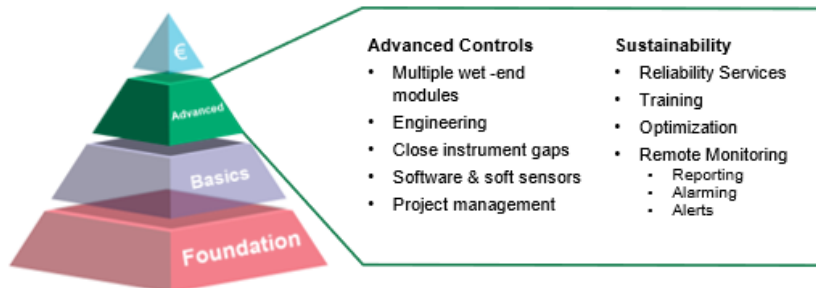 €
Advanced
Basics
Foundation
Advanced Controls
• Multiple wet -end
modules
• Engineering
• Close instrument gaps
• Software & soft sensors
• Project management
Sustainability
• Reliability Services
• Training
• Optimization
• Remote Monitoring
▪ Reporting
▪ Alarming
▪ Alerts